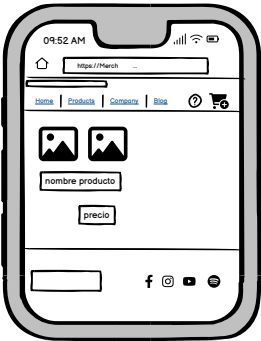 09:52 AM
https://Merch ...
Home Products Company Blog
nombre producto
precio